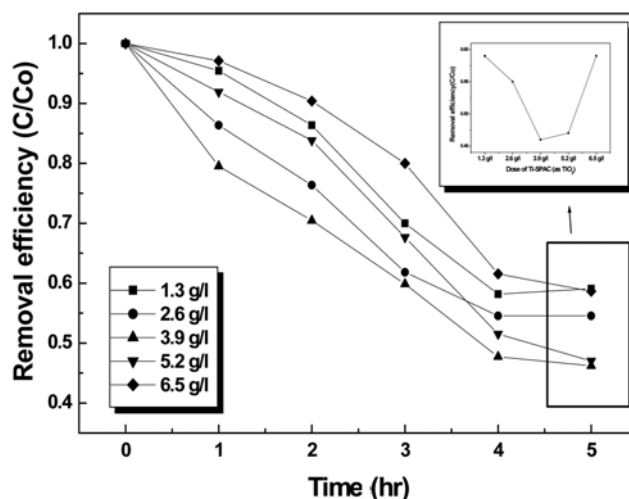 Removal efficiency (C/Co)
1.0
0.9
0.8
0.7
0.6
0.5
0.4
0
1
2
3
4
5
Time (hr)
1.3 g/l
2.6 g/l
3.9 g/l
5.2 g/l
6.5 g/l
Removal efficiency(C/Co)
1.3 g/l
2.6 g/l
3.9 g/l
5.2 g/l
6.5 g/l
Dose of Ti-SPAC (as TiO₂)